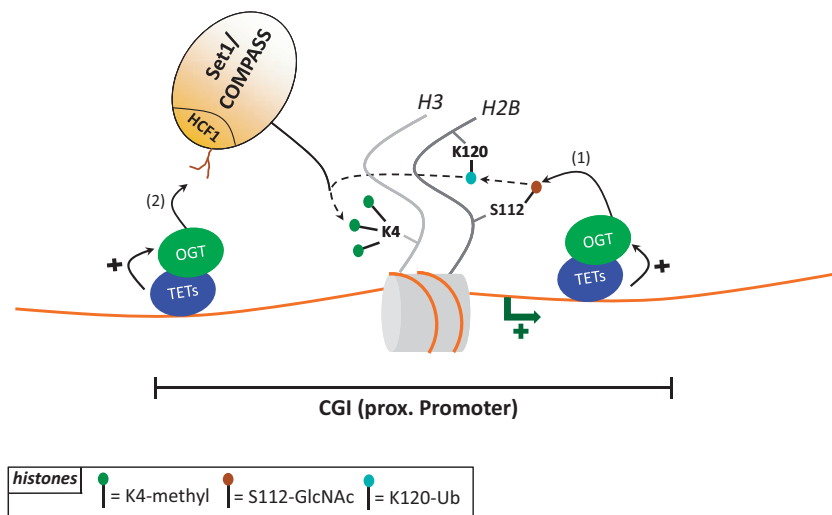 Set1/
COMPASS
HCF1
H3
H2B
K120
(1)
(2)
S112
K4
OGT
TETs
+
OGT
TETs
+
+
CGI (prox. Promoter)
histones
= K4-methyl
= S112-GlcNAc
= K120-Ub